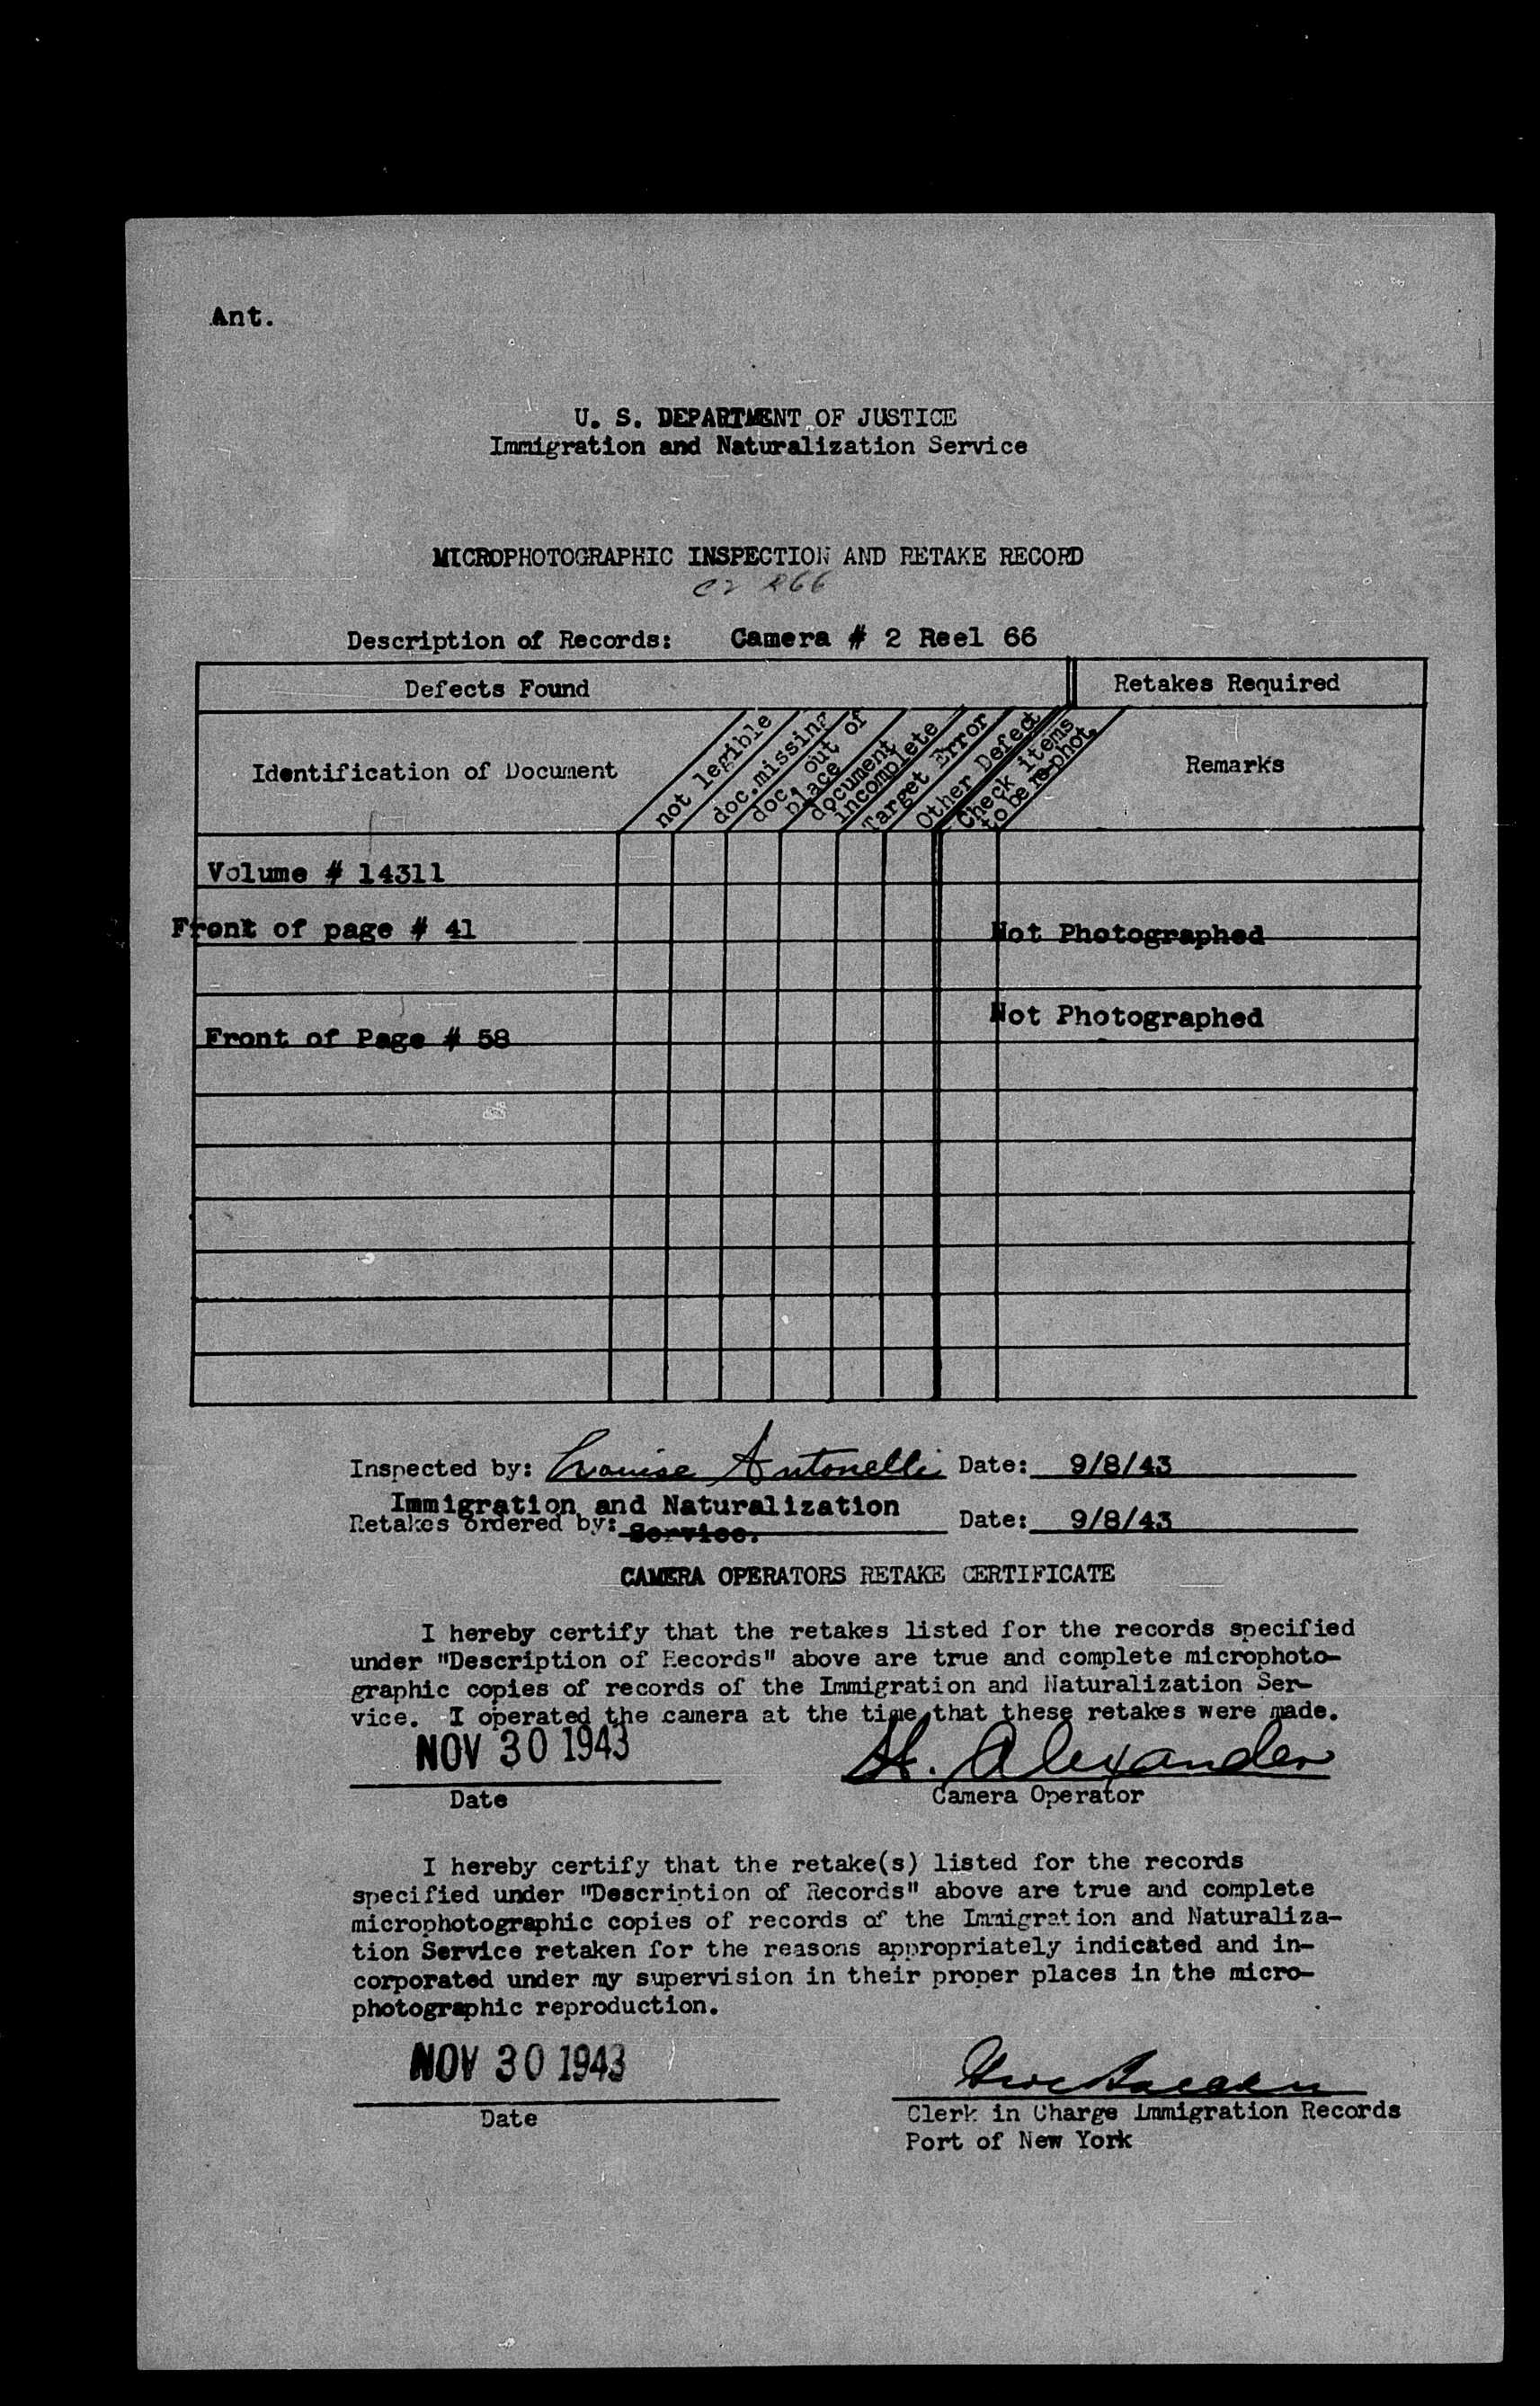 Ant.
U. S. DEPARTMENT OF JUSTICE
Immigration and Naturalization Service
MICROPHOTOGRAPHIC INSPECTION AND RETAKE RECORD
C2 R66
Description of Records: Camera # 2 Reel 66
Defects Found
Retakes Required
Identification of Document
not legible
doc.missing
doc. out of
place
document
incomplete
Target Error
Other Defect
Check items
to be re-phot.
Remarks
Volume # 14311
Front of page # 41 Not Photographed
Front of Page # 58 Not Photographed
Inspected by: Louise Antonelli Date: 9/8/43
Immigration and Naturalization
Retakes ordered by: Service. Date: 9/8/43
CAMERA OPERATORS RETAKE CERTIFICATE
I hereby certify that the retakes listed for the records specified
under "Description of Records" above are true and complete microphoto-
graphic copies of records of the Immigration and Naturalization Ser-
vice. I operated the camera at the time that these retakes were made.
NOV 30 1943 H. Alexander
Date Camera Operator
I hereby certify that the retake(s) listed for the records
specified under "Description of Records" above are true and complete
microphotographic copies of records of the Immigration and Naturaliza-
tion Service retaken for the reasons appropriately indicated and in-
corporated under my supervision in their proper places in the micro-
photographic reproduction.
NOV 30 1943
Date
Clerk in Charge Immigration Records
Port of New York